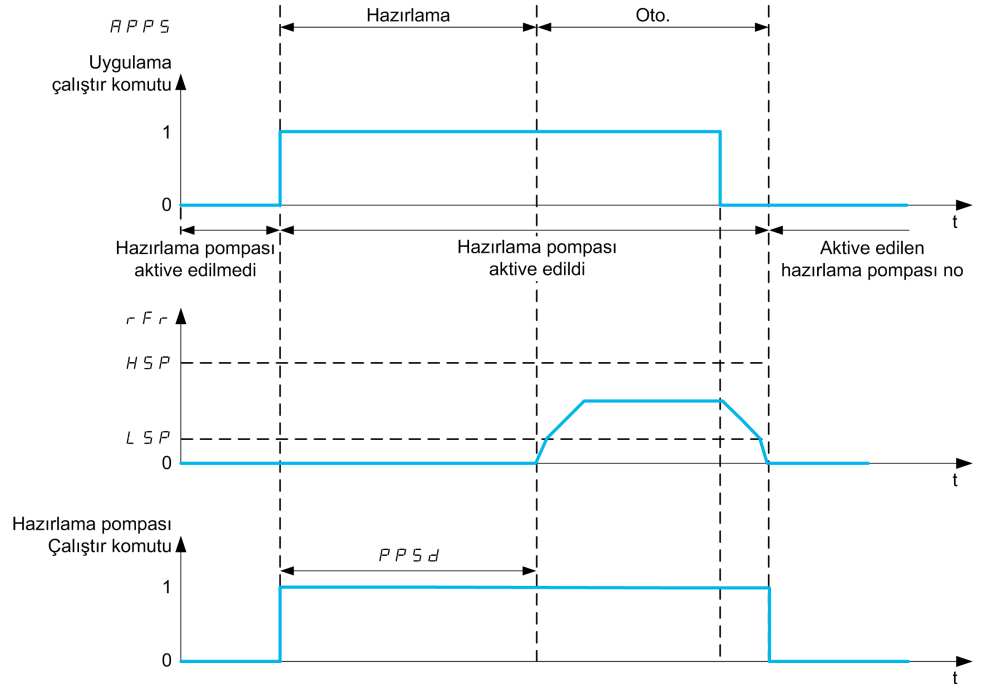 APPS
Hazırlama
Oto.
Uygulama
çalıştır komutu
1
0
t
Hazırlama pompası
aktive edilmedi
Hazırlama pompası
aktive edildi
Aktive edilen
hazırlama pompası no
rFr
HSP
LSP
0
t
Hazırlama pompası
Çalıştır komutu
PPSd
1
0
t